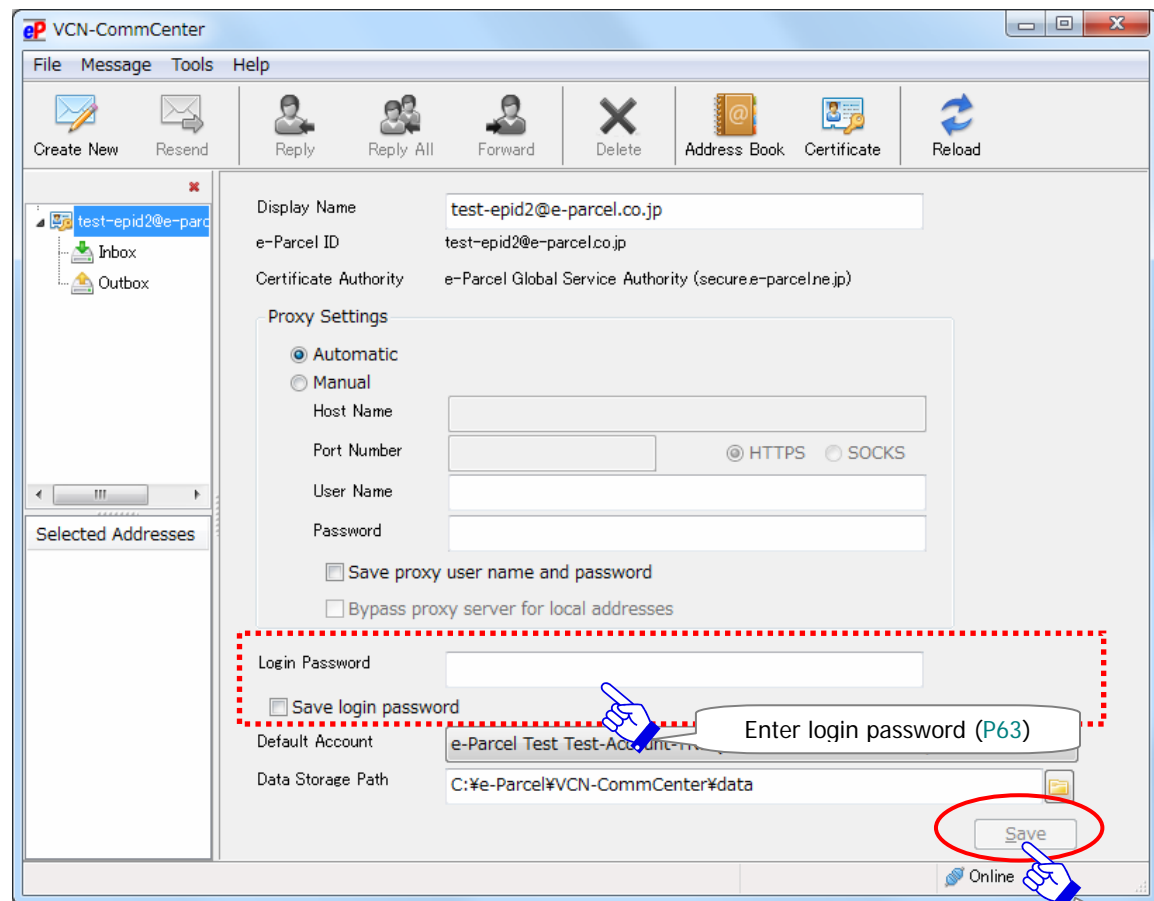 eP VCN-CommCenter
File Message Tools Help
Create New Resend Reply Reply All Forward Delete Address Book Certificate Reload
test-epid2@e-parc
Inbox
Outbox
Selected Addresses
Display Name test-epid2@e-parcel.co.jp
e-Parcel ID test-epid2@e-parcel.co.jp
Certificate Authority e-Parcel Global Service Authority (secure.e-parcel.ne.jp)
Proxy Settings
Automatic
Manual
Host Name
Port Number HTTPS SOCKS
User Name
Password
Save proxy user name and password
Bypass proxy server for local addresses
Login Password
Save login password
Enter login password (P63)
Default Account e-Parcel Test
Data Storage Path C:¥e-Parcel¥VCN-CommCenter¥data
Save
Online